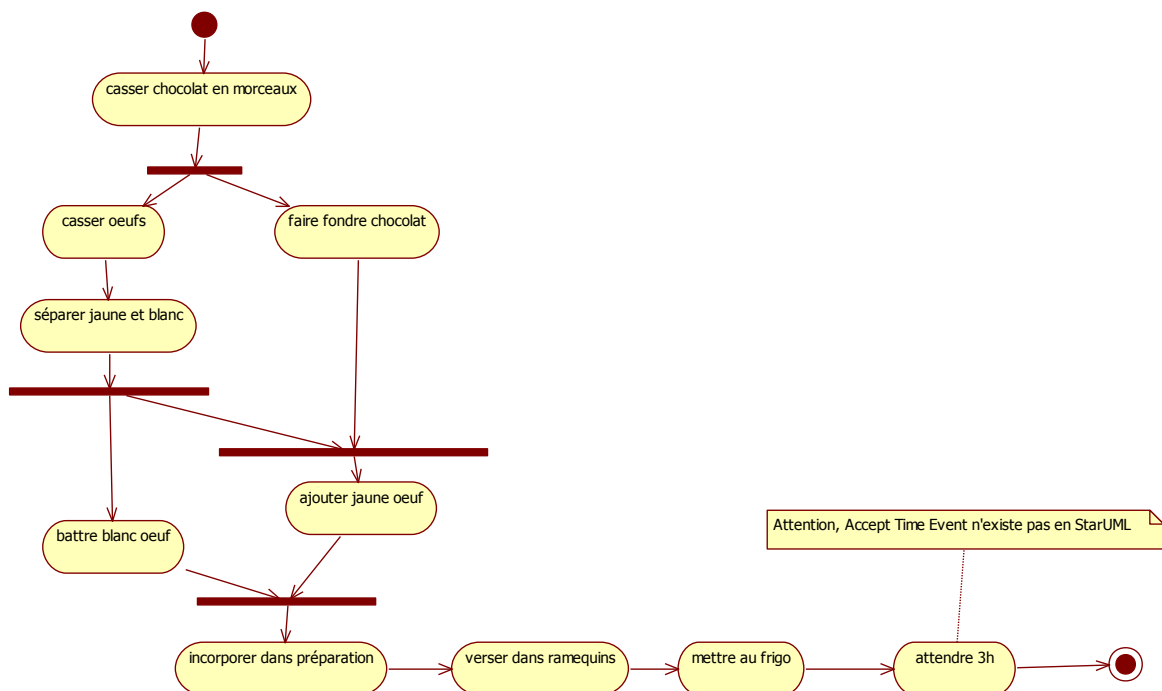 casser chocolat en morceaux
casser oeufs
faire fondre chocolat
séparer jaune et blanc
ajouter jaune oeuf
battre blanc oeuf
Attention, Accept Time Event n'existe pas en StarUML
incorporer dans préparation
verser dans ramequins
mettre au frigo
attendre 3h